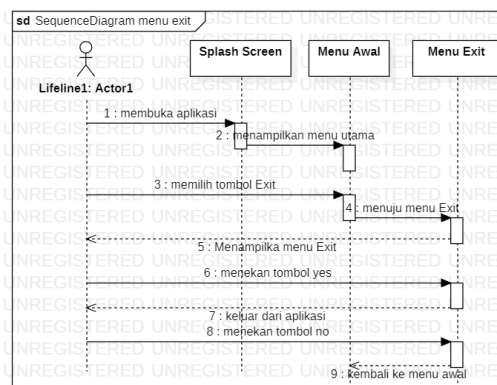 sd SequenceDiagram menu exit
Splash Screen
Menu Awal
Menu Exit
Lifeline1: Actor1
1 : membuka aplikasi
2 : menampilkan menu utama
3 : memilih tombol Exit
4 : menuju menu Exit
5 : Menampilka menu Exit
6 : menekan tombol yes
7 : keluar dari aplikasi
8 : menekan tombol no
9 : kembali ke menu awal
UNREGISTERED